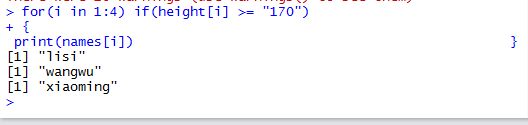 > for(i in 1:4) if(height[i] >= "170")
+ {
print(names[i]) }
[1] "lisi"
[1] "wangwu"
[1] "xiaoming"
>